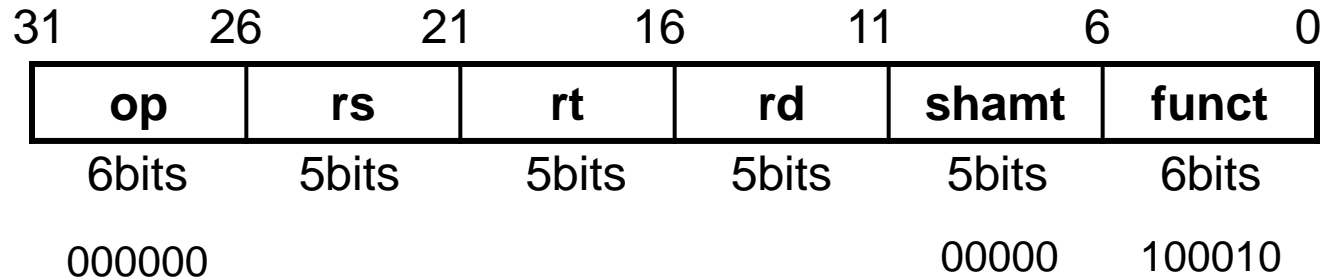 31 26 21 16 11 6 0
op rs rt rd shamt funct
6bits 5bits 5bits 5bits 5bits 6bits
000000 00000 100010